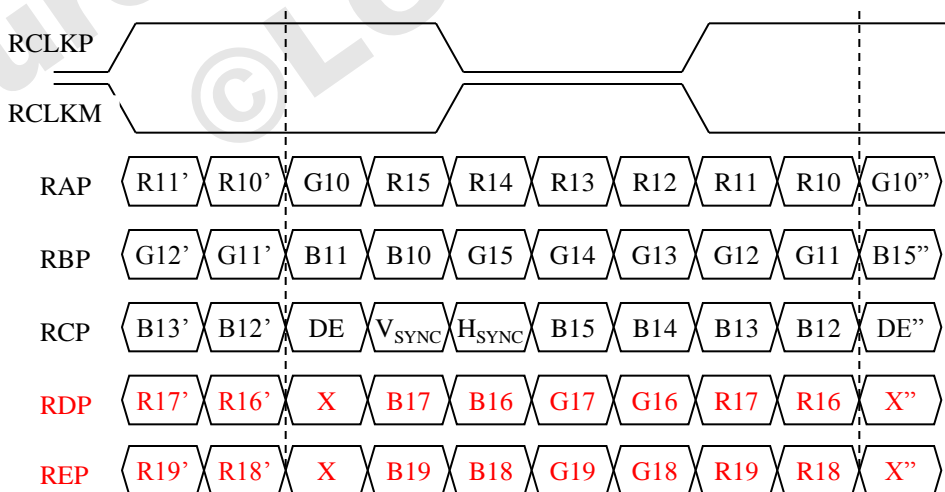 RCLKP
RCLKM
RAP R11’ R10’ G10 R15 R14 R13 R12 R11 R10 G10”
RBP G12’ G11’ B11 B10 G15 G14 G13 G12 G11 B15”
RCP B13’ B12’ DE VSYNC HSYNC B15 B14 B13 B12 DE”
RDP R17’ R16’ X B17 B16 G17 G16 R17 R16 X”
REP R19’ R18’ X B19 B18 G19 G18 R19 R18 X”